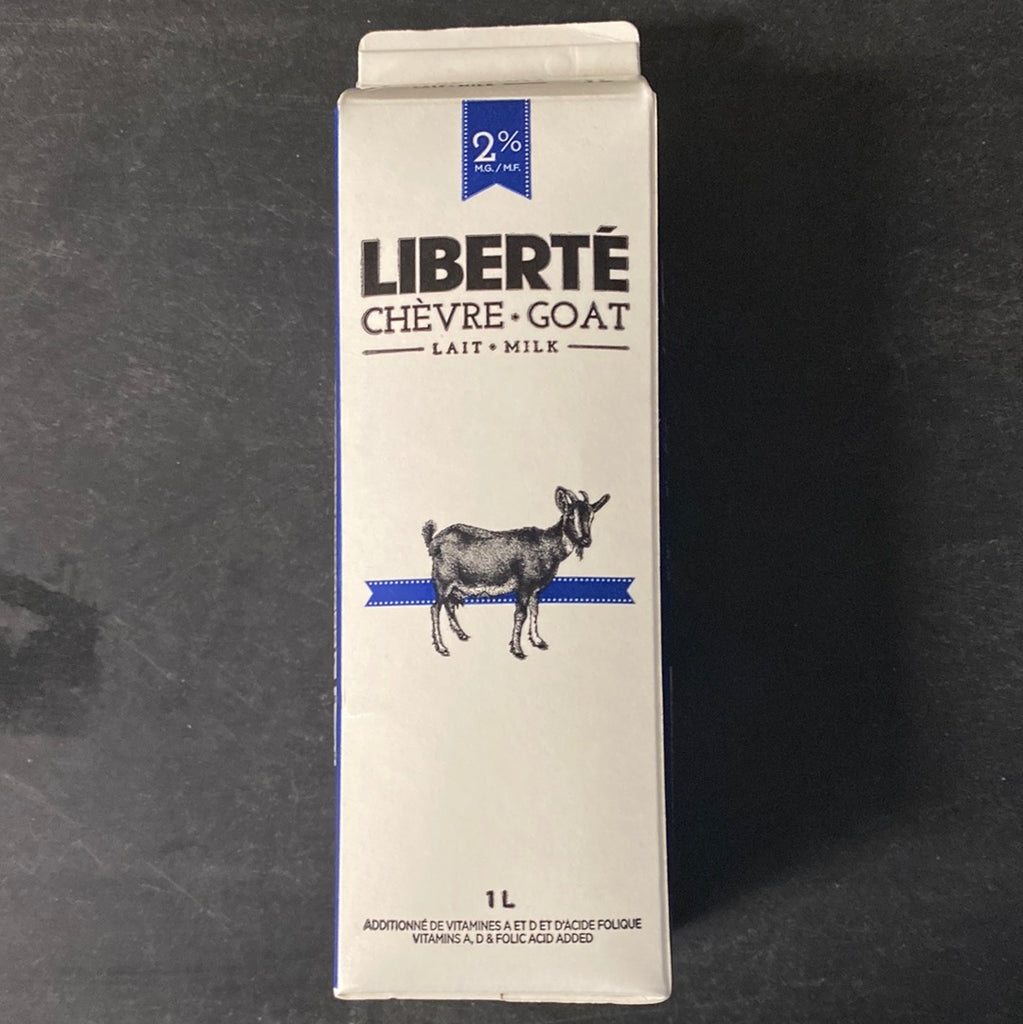 2%
M.G. / M.F.
LIBERTÉ
CHÈVRE • GOAT
LAIT • MILK
1 L
ADDITIONNÉ DE VITAMINES A ET D ET D'ACIDE FOLIQUE
VITAMINS A, D & FOLIC ACID ADDED